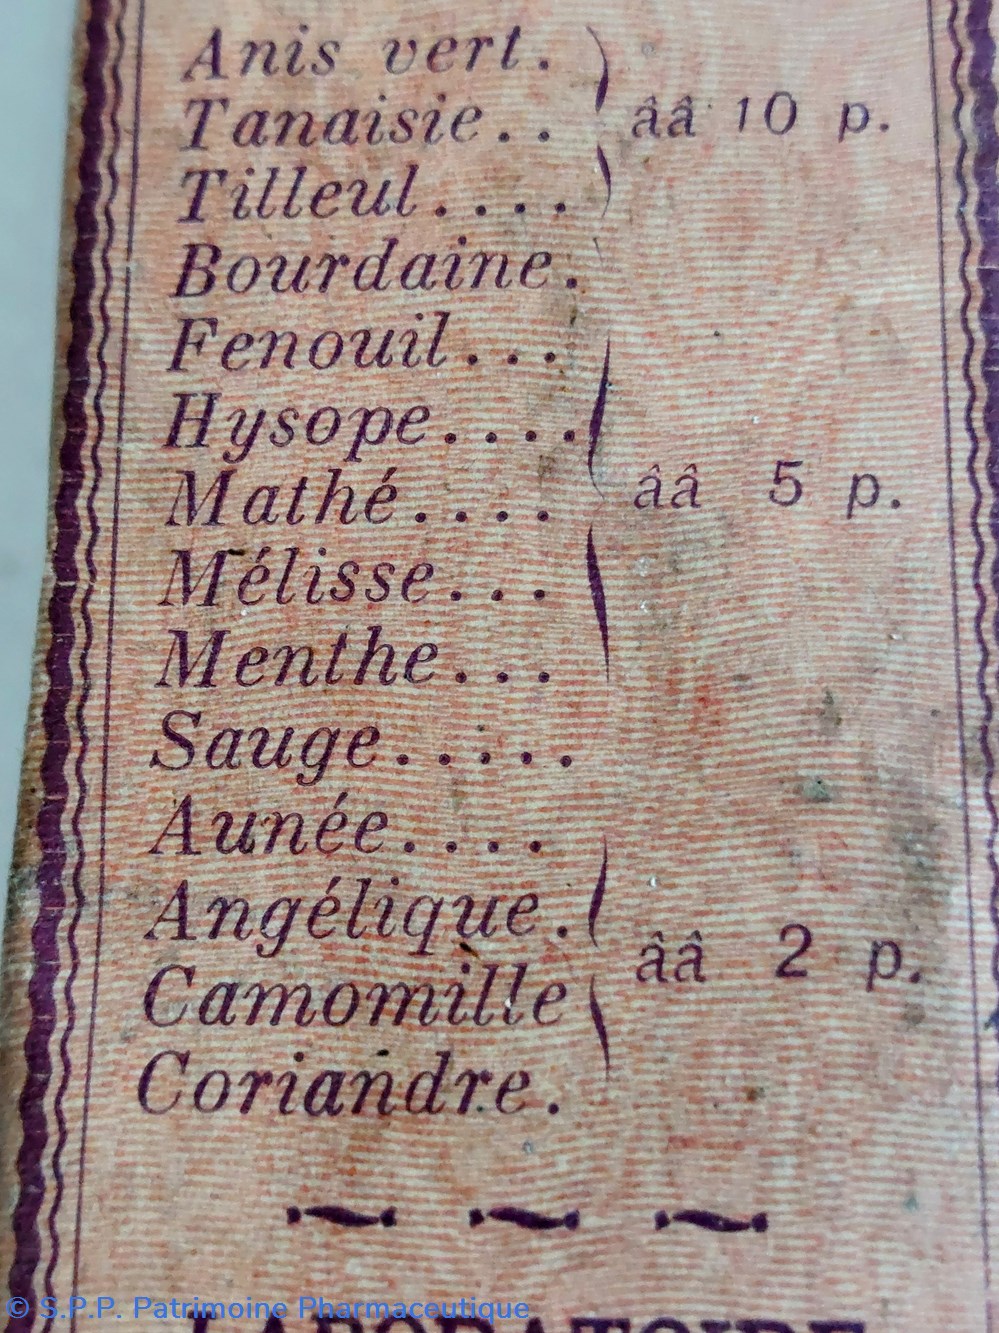 Anis vert.
Tanaisie.. ââ 10 p.
Tilleul....
Bourdaine.
Fenouil...
Hysope....
Mathé.... ââ 5 p.
Mélisse...
Menthe...
Sauge.....
Aunée....
Angélique.
Camomille ââ 2 p.
Coriandre.
© S.P.P. Patrimoine Pharmaceutique
LABORATOIRE